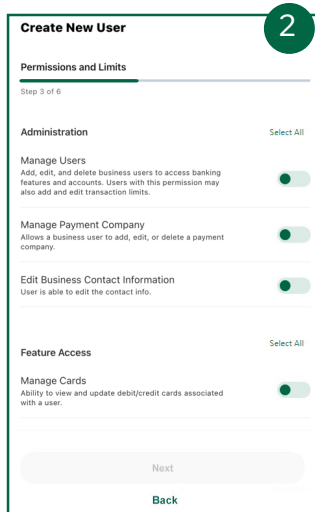 Create New User
2
Permissions and Limits
Step 3 of 6
Administration
Select All
Manage Users
Add, edit, and delete business users to access banking
features and accounts. Users with this permission may
also add and edit transaction limits.
Manage Payment Company
Allows a business user to add, edit, or delete a payment
company.
Edit Business Contact Information
User is able to edit the contact info.
Select All
Feature Access
Manage Cards
Ability to view and update debit/credit cards associated
with a user.
Next
Back